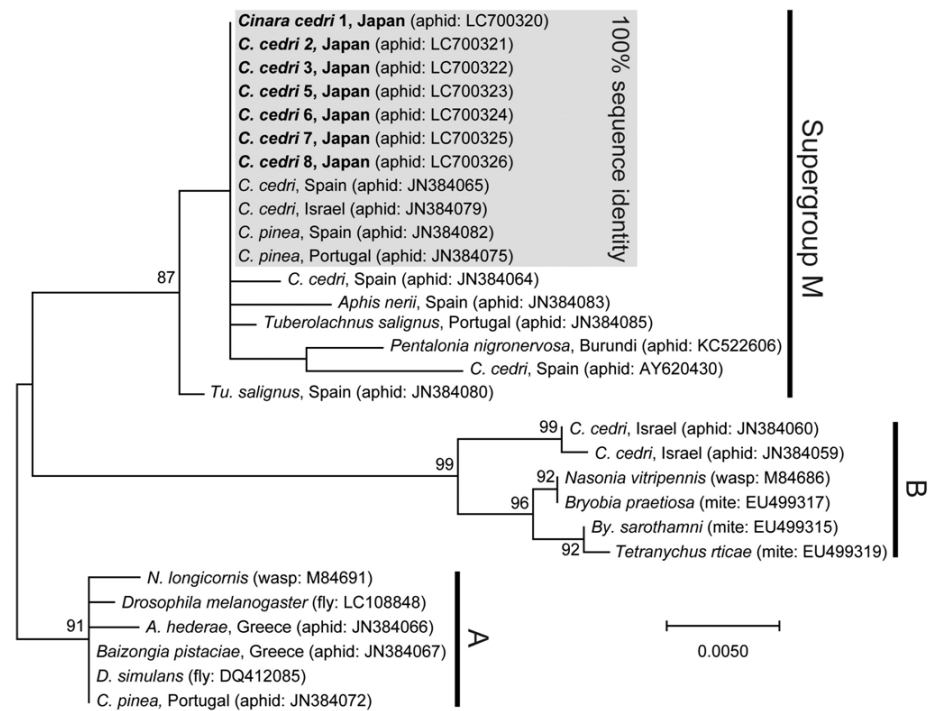 Cinara cedri 1, Japan (aphid: LC700320)
C. cedri 2, Japan (aphid: LC700321)
C. cedri 3, Japan (aphid: LC700322)
C. cedri 5, Japan (aphid: LC700323)
C. cedri 6, Japan (aphid: LC700324)
C. cedri 7, Japan (aphid: LC700325)
C. cedri 8, Japan (aphid: LC700326)
C. cedri, Spain (aphid: JN384065)
C. cedri, Israel (aphid: JN384079)
C. pinea, Spain (aphid: JN384082)
C. pinea, Portugal (aphid: JN384075)
100% sequence identity
87
C. cedri, Spain (aphid: JN384064)
Aphis nerii, Spain (aphid: JN384083)
Tuberolachnus salignus, Portugal (aphid: JN384085)
Pentalonia nigronervosa, Burundi (aphid: KC522606)
C. cedri, Spain (aphid: AY620430)
Tu. salignus, Spain (aphid: JN384080)
Supergroup M
99
99
C. cedri, Israel (aphid: JN384060)
C. cedri, Israel (aphid: JN384059)
96
92
Nasonia vitripennis (wasp: M84686)
Bryobia praetiosa (mite: EU499317)
By. sarothamni (mite: EU499315)
92
Tetranychus rticae (mite: EU499319)
B
91
N. longicornis (wasp: M84691)
Drosophila melanogaster (fly: LC108848)
A. hederae, Greece (aphid: JN384066)
Baizongia pistaciae, Greece (aphid: JN384067)
D. simulans (fly: DQ412085)
C. pinea, Portugal (aphid: JN384072)
A
0.0050